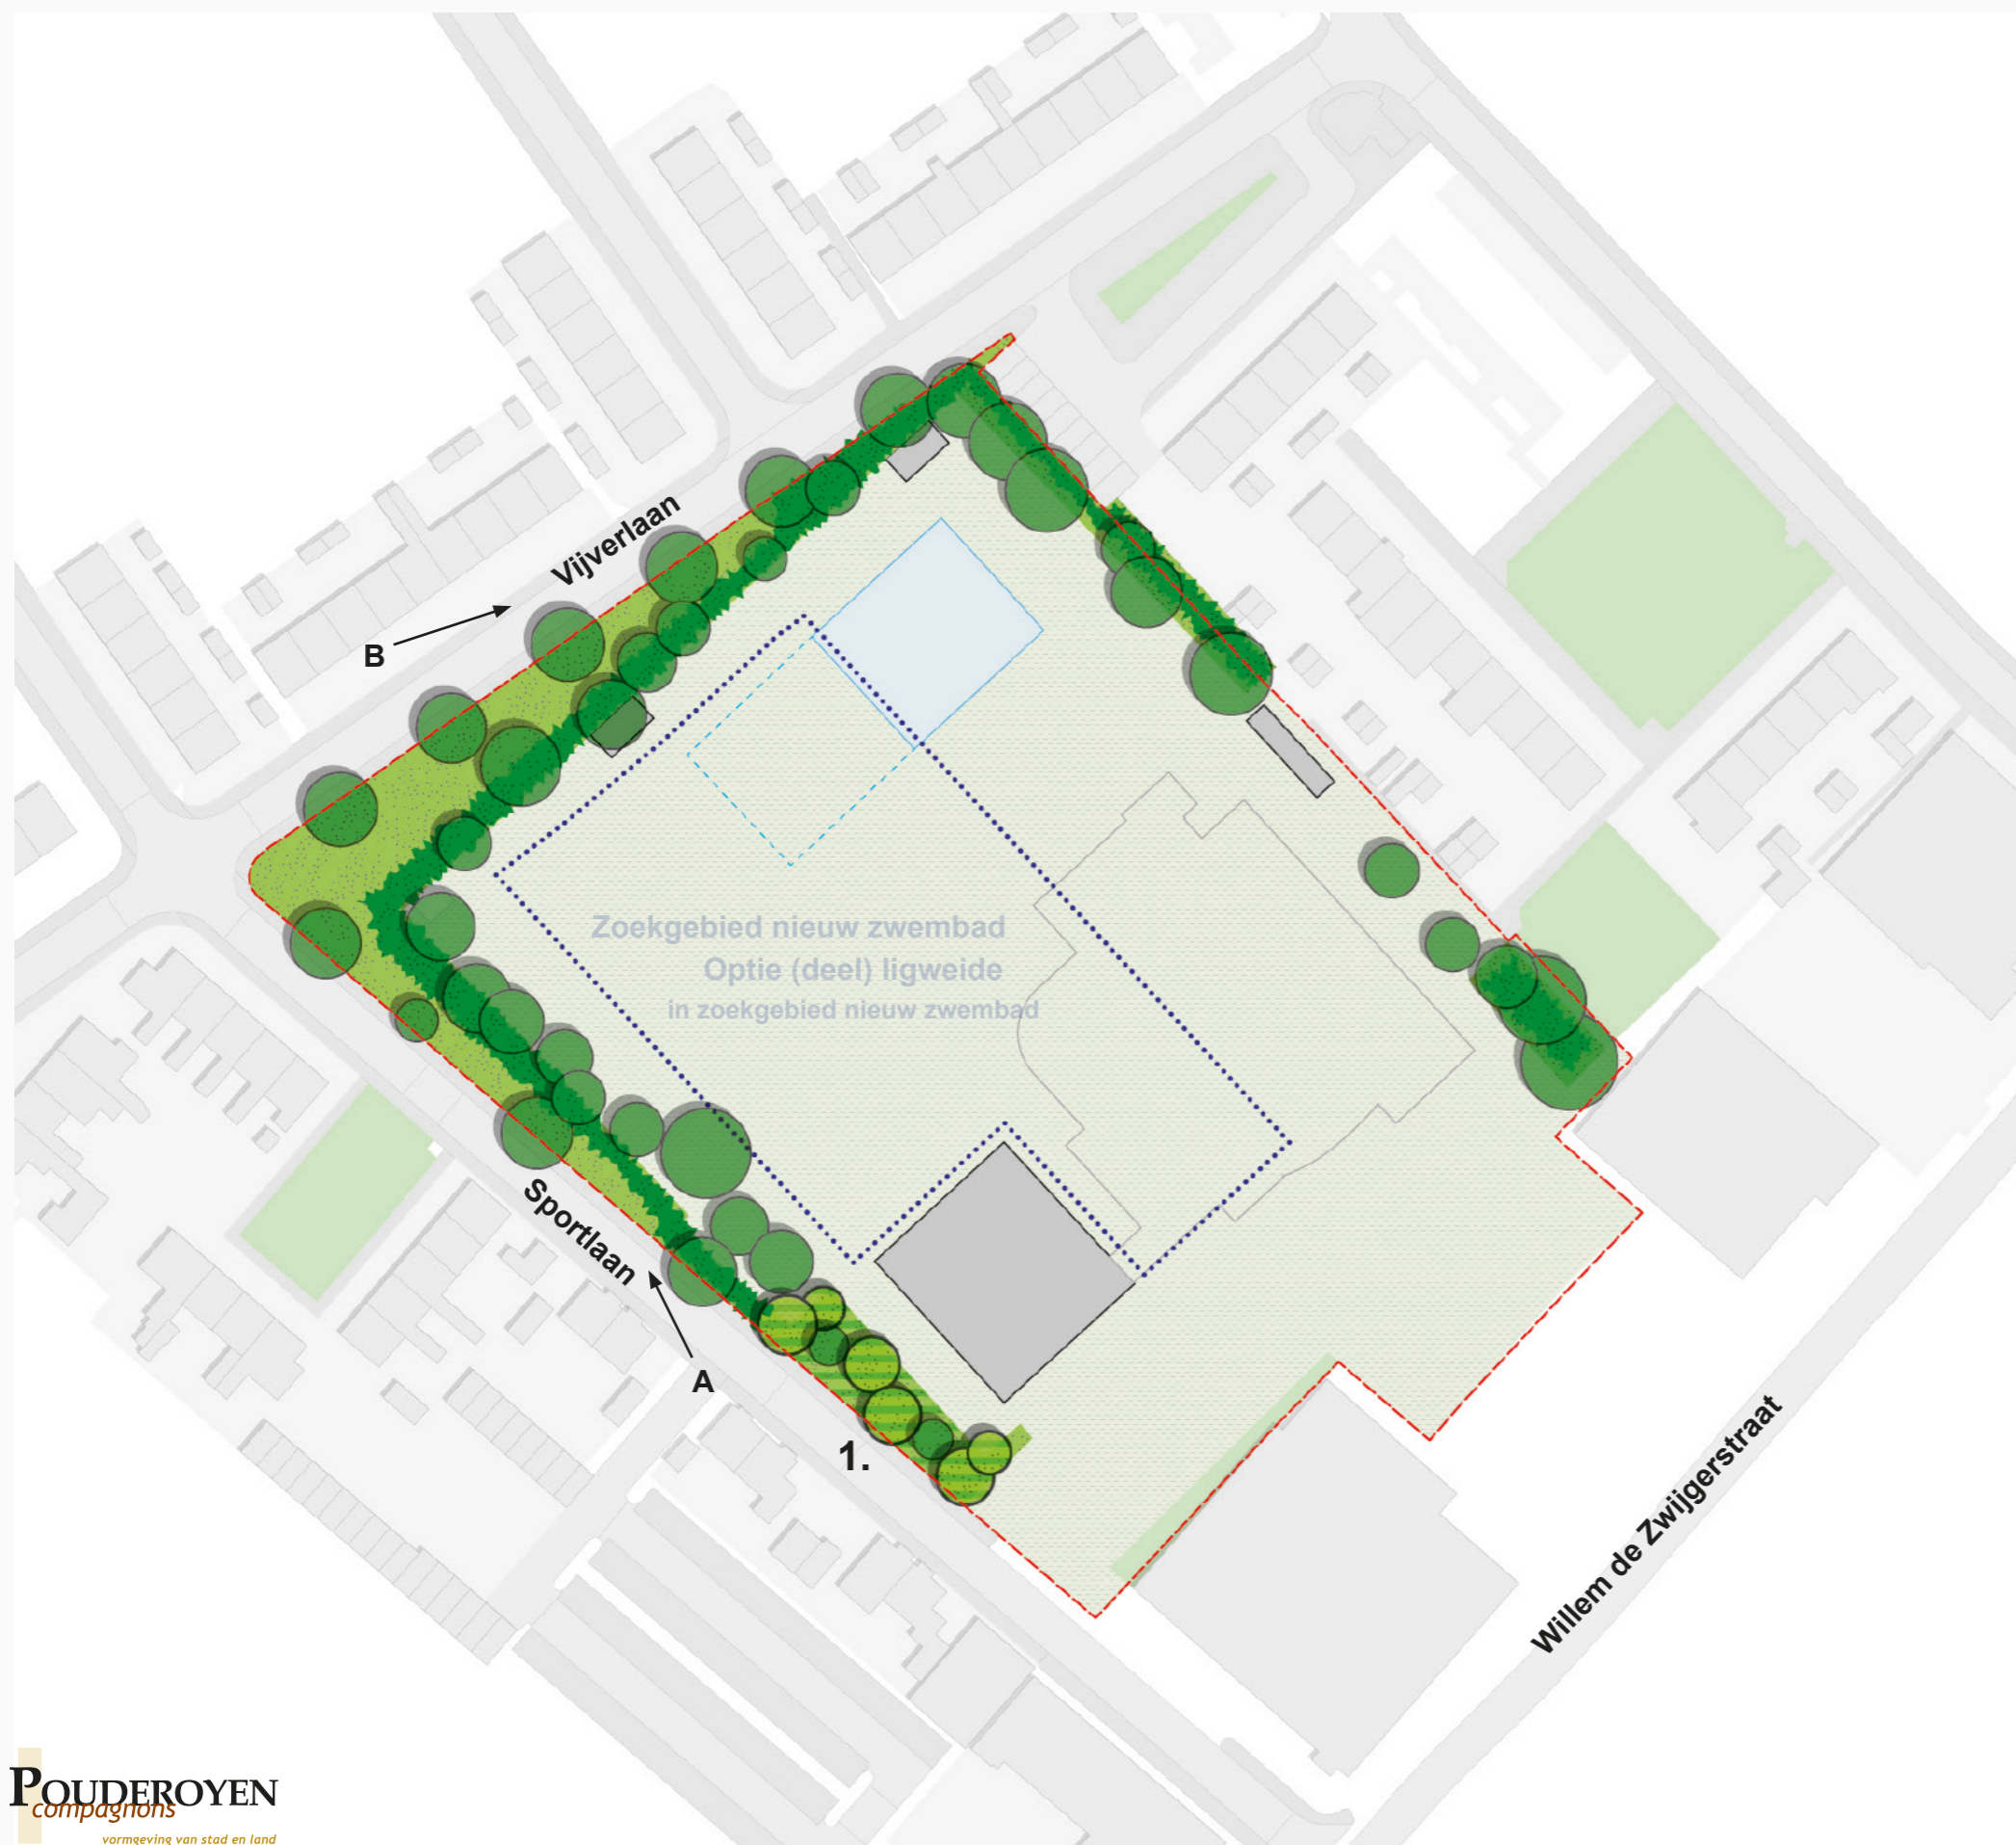 Vijverlaan
B
Zoekgebied nieuw zwembad
Optie (deel) ligweide
in zoekgebied nieuw zwembad
Sportlaan
A
1.
Willem de Zwijgerstraat
POUDEROYEN
compagnons
vormgeving van stad en land